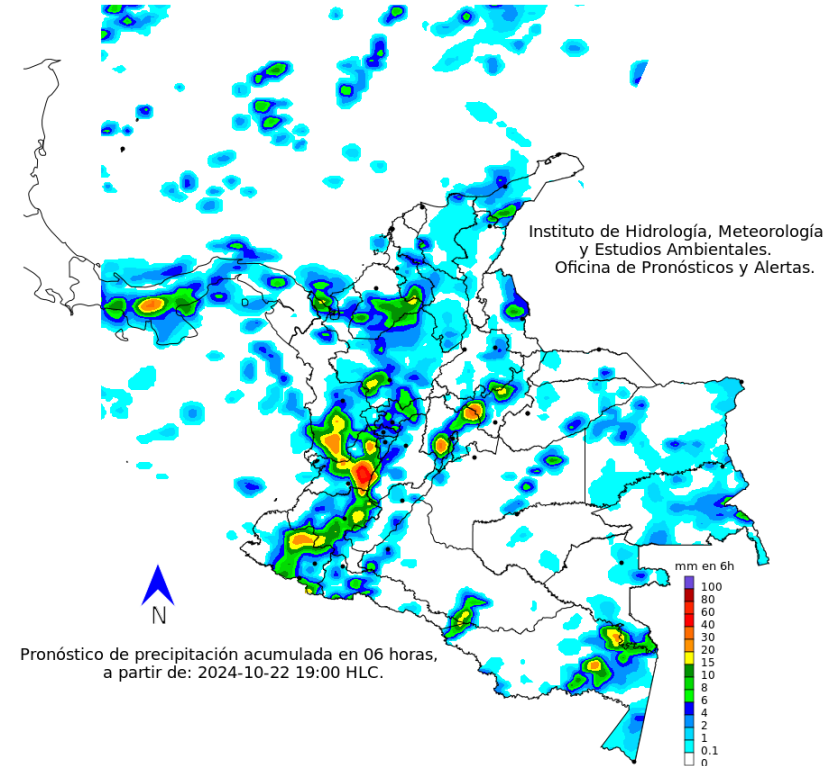 Instituto de Hidrología, Meteorología
y Estudios Ambientales.
Oficina de Pronósticos y Alertas.
N
mm en 6h
100
80
60
40
30
20
15
10
8
6
4
2
1
0.1
0
Pronóstico de precipitación acumulada en 06 horas,
a partir de: 2024-10-22 19:00 HLC.